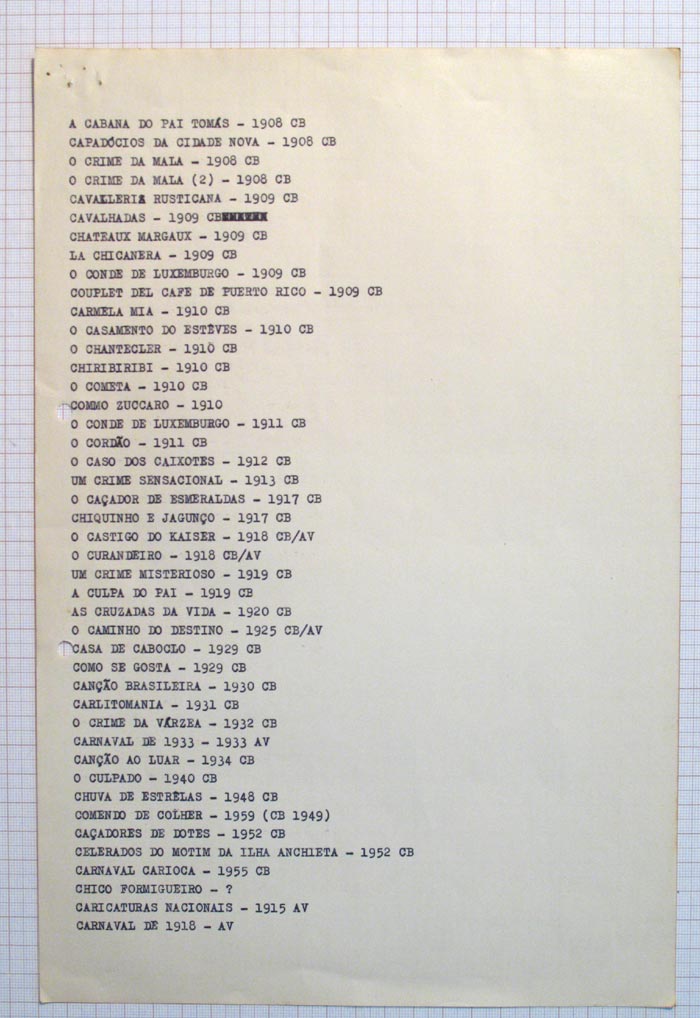 A CABANA DO PAI TOMÁS - 1908 CB
CAPADÓCIOS DA CIDADE NOVA - 1908 CB
O CRIME DA MALA - 1908 CB
O CRIME DA MALA (2) - 1908 CB
CAVALLERIA RUSTICANA - 1909 CB
CAVALHADAS - 1909 CB
CHATEAUX MARGAUX - 1909 CB
LA CHICANERA - 1909 CB
O CONDE DE LUXEMBURGO - 1909 CB
COUPLET DEL CAFE DE PUERTO RICO - 1909 CB
CARMELA MIA - 1910 CB
O CASAMENTO DO ESTÊVES - 1910 CB
O CHANTECLER - 1910 CB
CHIRIBIRIBI - 1910 CB
O COMETA - 1910 CB
COMMO ZUCCARO - 1910
O CONDE DE LUXEMBURGO - 1911 CB
O CORDÃO - 1911 CB
O CASO DOS CAIXOTES - 1912 CB
UM CRIME SENSACIONAL - 1913 CB
O CAÇADOR DE ESMERALDAS - 1917 CB
CHIQUINHO E JAGUNÇO - 1917 CB
O CASTIGO DO KAISER - 1918 CB/AV
O CURANDEIRO - 1918 CB/AV
UM CRIME MISTERIOSO - 1919 CB
A CULPA DO PAI - 1919 CB
AS CRUZADAS DA VIDA - 1920 CB
O CAMINHO DO DESTINO - 1925 CB/AV
CASA DE CABOCLO - 1929 CB
COMO SE GOSTA - 1929 CB
CANÇÃO BRASILEIRA - 1930 CB
CARLITOMANIA - 1931 CB
O CRIME DA VÁRZEA - 1932 CB
CARNAVAL DE 1933 - 1933 AV
CANÇÃO AO LUAR - 1934 CB
O CULPADO - 1940 CB
CHUVA DE ESTRÊLAS - 1948 CB
COMENDO DE COLHER - 1959 (CB 1949)
CAÇADORES DE DOTES - 1952 CB
CELERADOS DO MOTIM DA ILHA ANCHIETA - 1952 CB
CARNAVAL CARIOCA - 1955 CB
CHICO FORMIGUEIRO - ?
CARICATURAS NACIONAIS - 1915 AV
CARNAVAL DE 1918 - AV